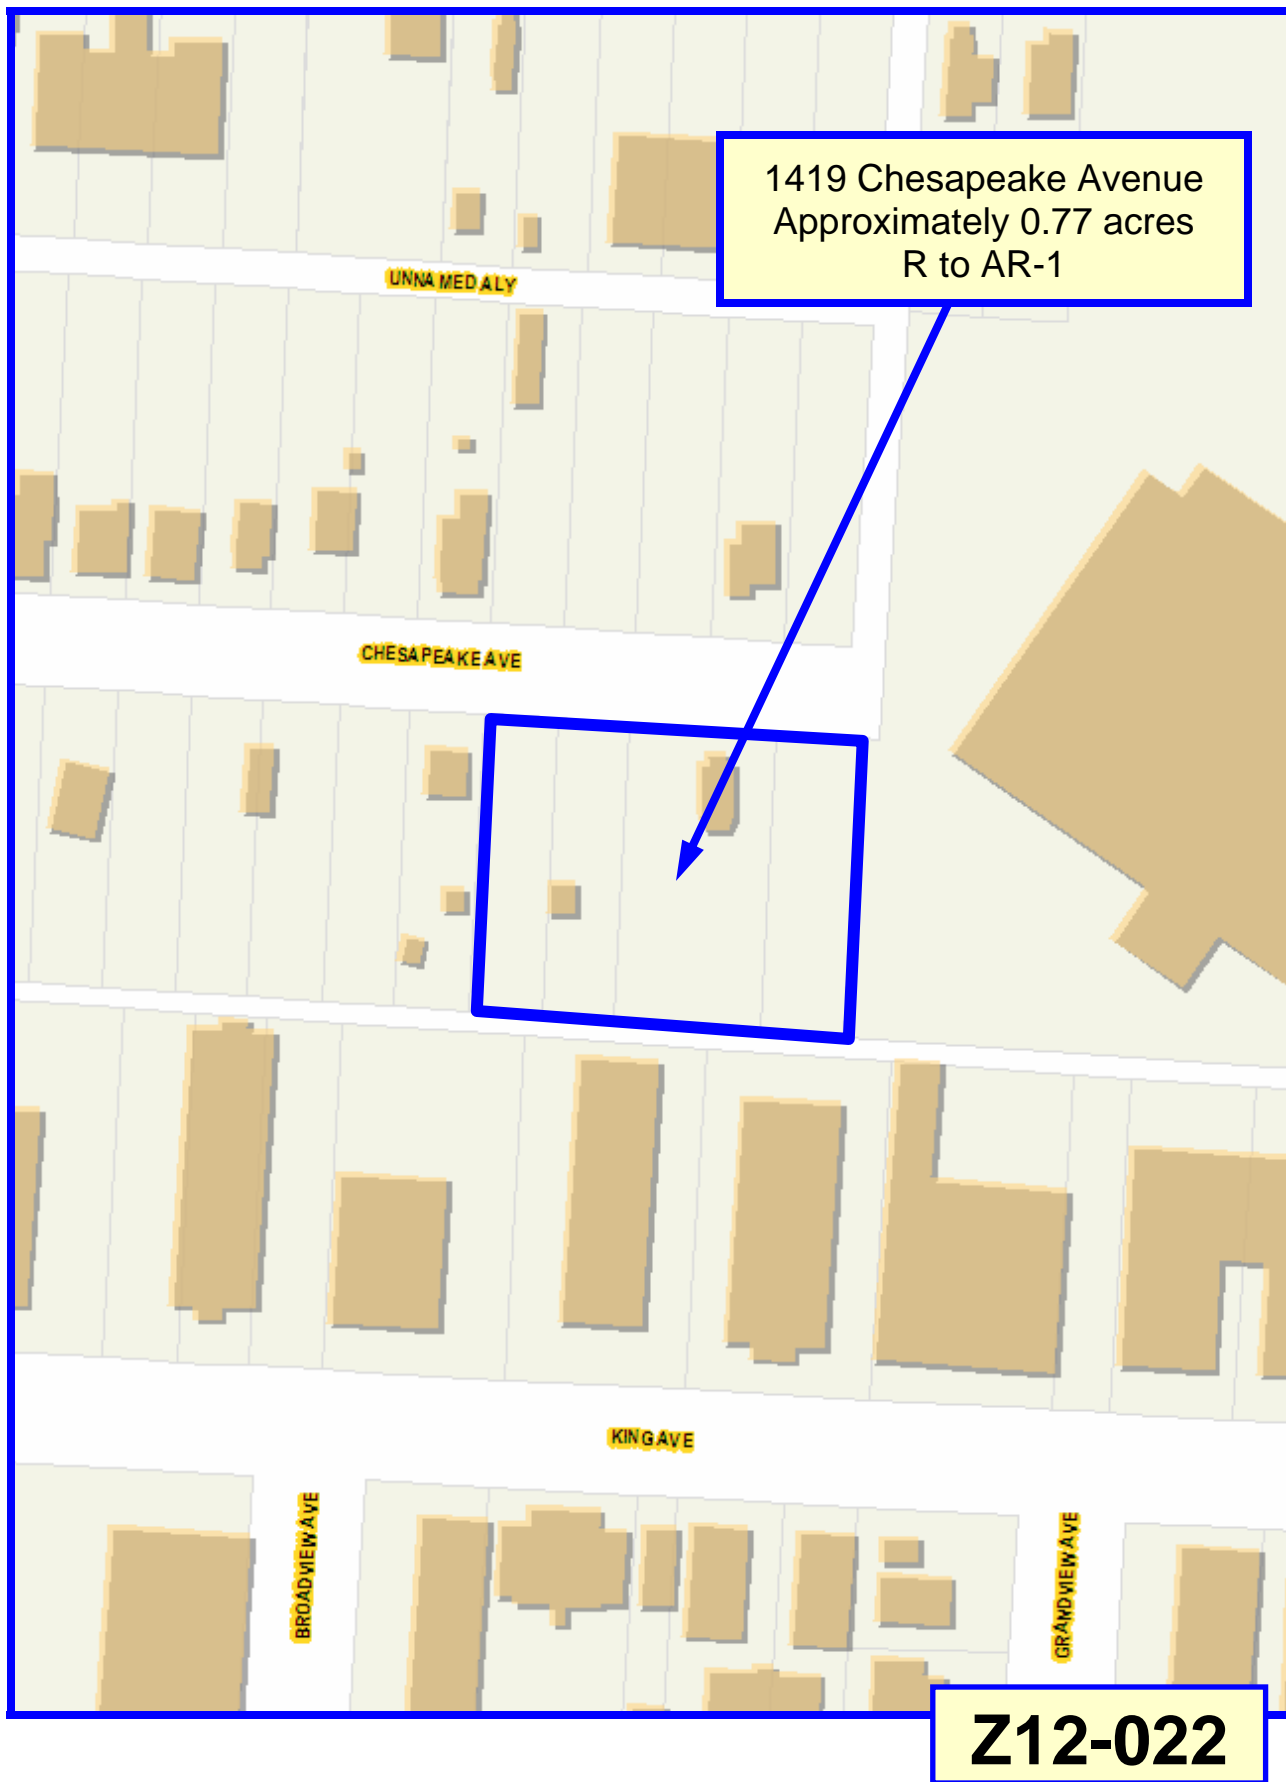 1419 Chesapeake Avenue
Approximately 0.77 acres
R to AR-1
UNNAMED ALY
CHESAPEAKE AVE
KING AVE
BROADVIEW AVE
GRANDVIEW AVE
Z12-022